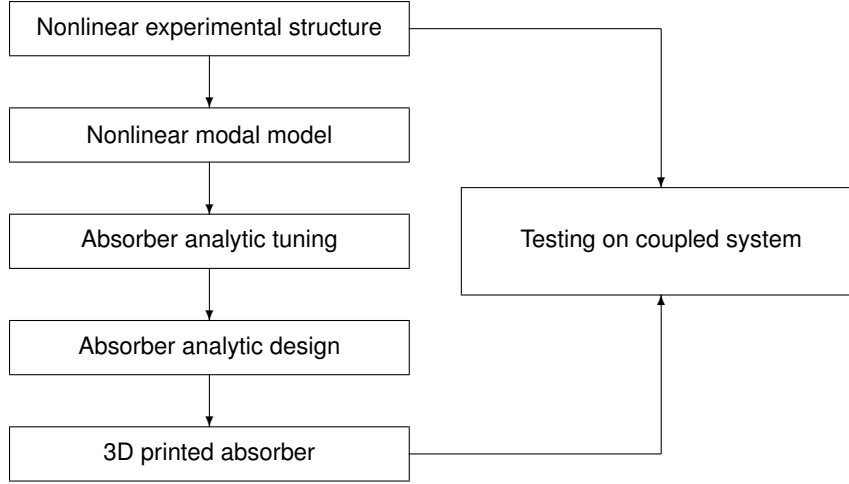 Nonlinear experimental structure
Nonlinear modal model
Absorber analytic tuning
Testing on coupled system
Absorber analytic design
3D printed absorber